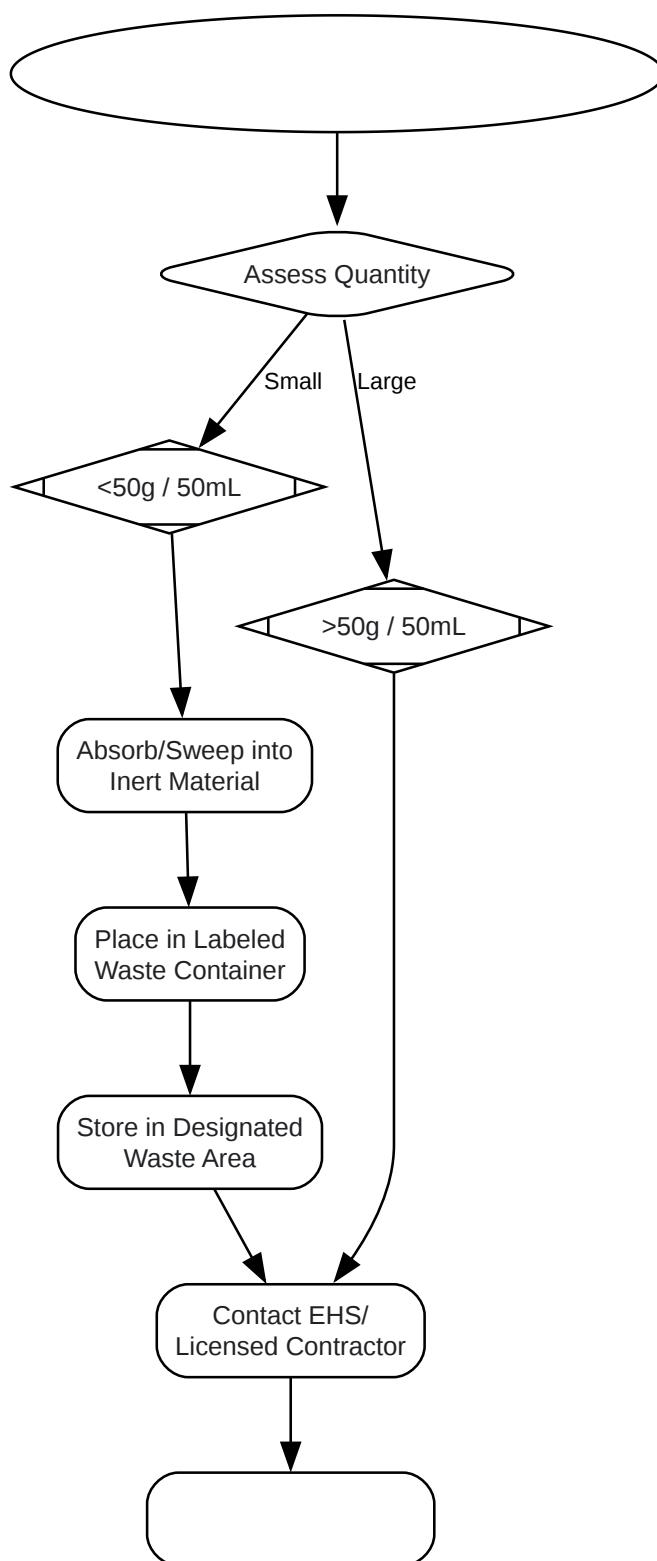 Assess Quantity
Small
Large
<50g / 50mL
>50g / 50mL
Absorb/Sweep into
Inert Material
Place in Labeled
Waste Container
Store in Designated
Waste Area
Contact EHS/
Licensed Contractor